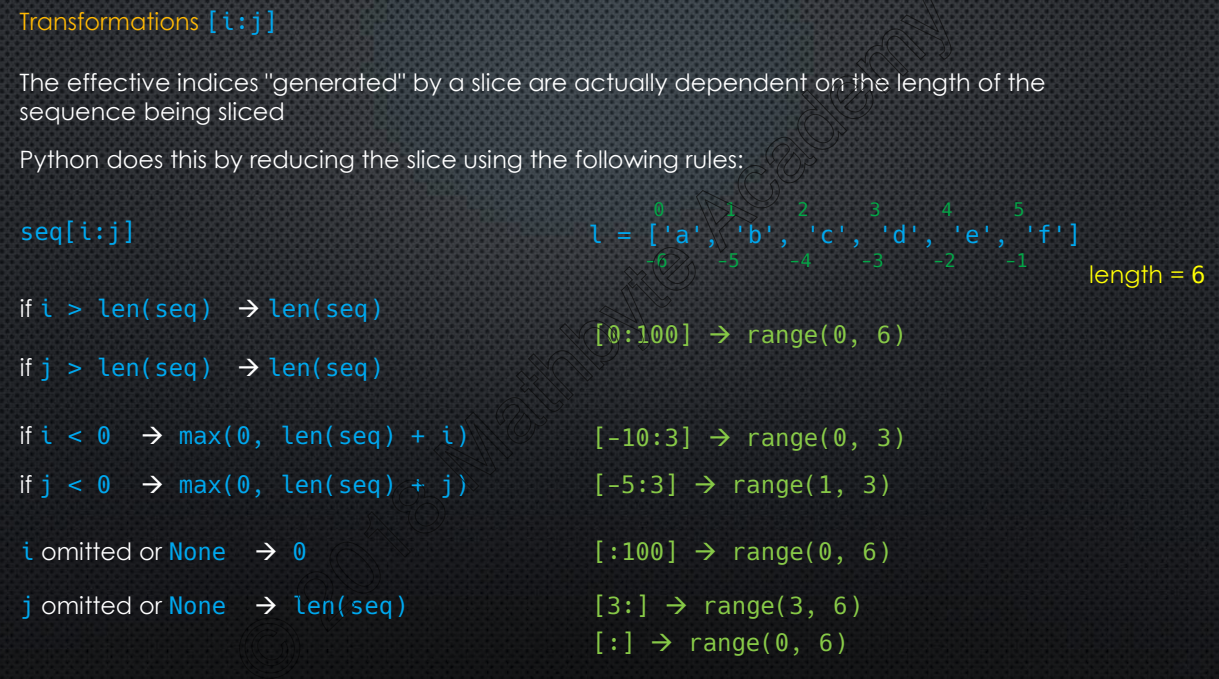 Transformations [i:j]
The effective indices "generated" by a slice are actually dependent on the length of the
sequence being sliced
Python does this by reducing the slice using the following rules:
0 1 2 3 4 5
seq[i:j]
l = ['a', 'b', 'c', 'd', 'e', 'f']
-6 -5 -4 -3 -2 -1
length = 6
if i > len(seq) → len(seq)
[0:100] → range(0, 6)
if j > len(seq) → len(seq)
if i < 0 → max(0, len(seq) + i)
[-10:3] → range(0, 3)
if j < 0 → max(0, len(seq) + j)
[-5:3] → range(1, 3)
i omitted or None → 0
[:100] → range(0, 6)
j omitted or None → len(seq)
[3:] → range(3, 6)
[:] → range(0, 6)
Academy